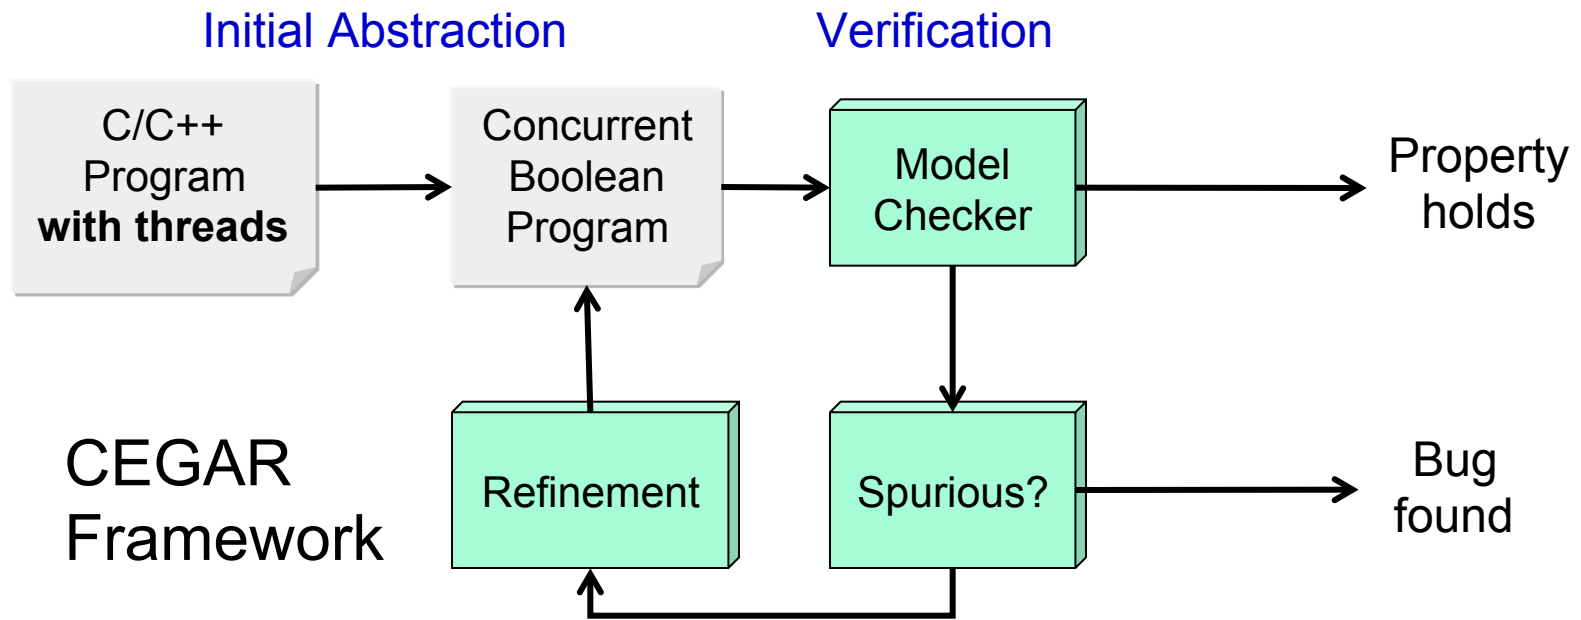 Initial Abstraction
Verification
C/C++
Program
with threads
Concurrent
Boolean
Program
Model
Checker
Property
holds
CEGAR
Framework
Refinement
Spurious?
Bug
found